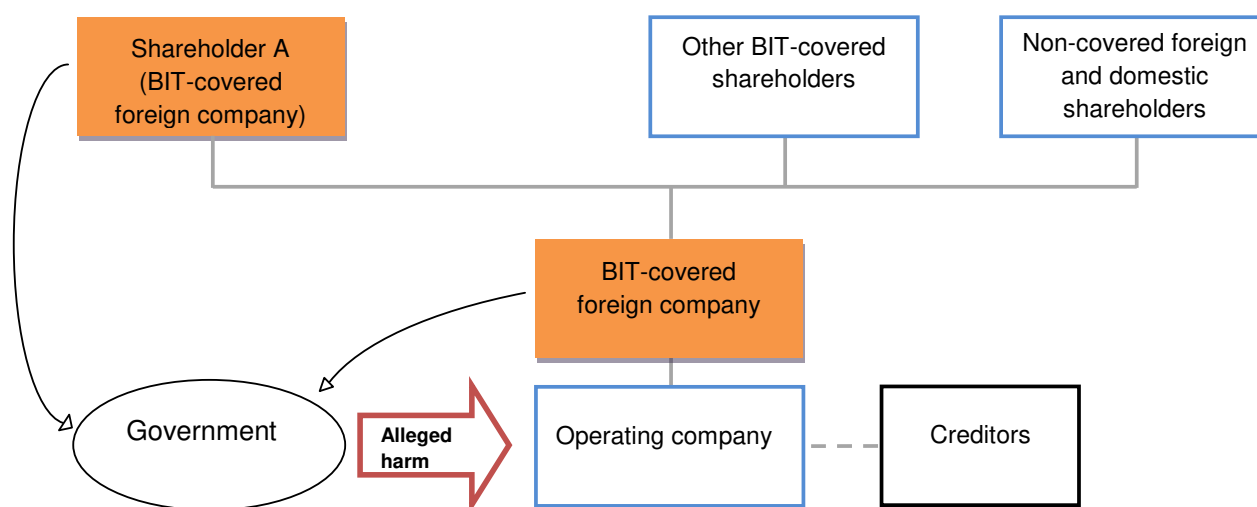 Shareholder A
(BIT-covered
foreign company)
Other BIT-covered
shareholders
Non-covered foreign
and domestic
shareholders
BIT-covered
foreign company
Government
Alleged
harm
Operating company
Creditors